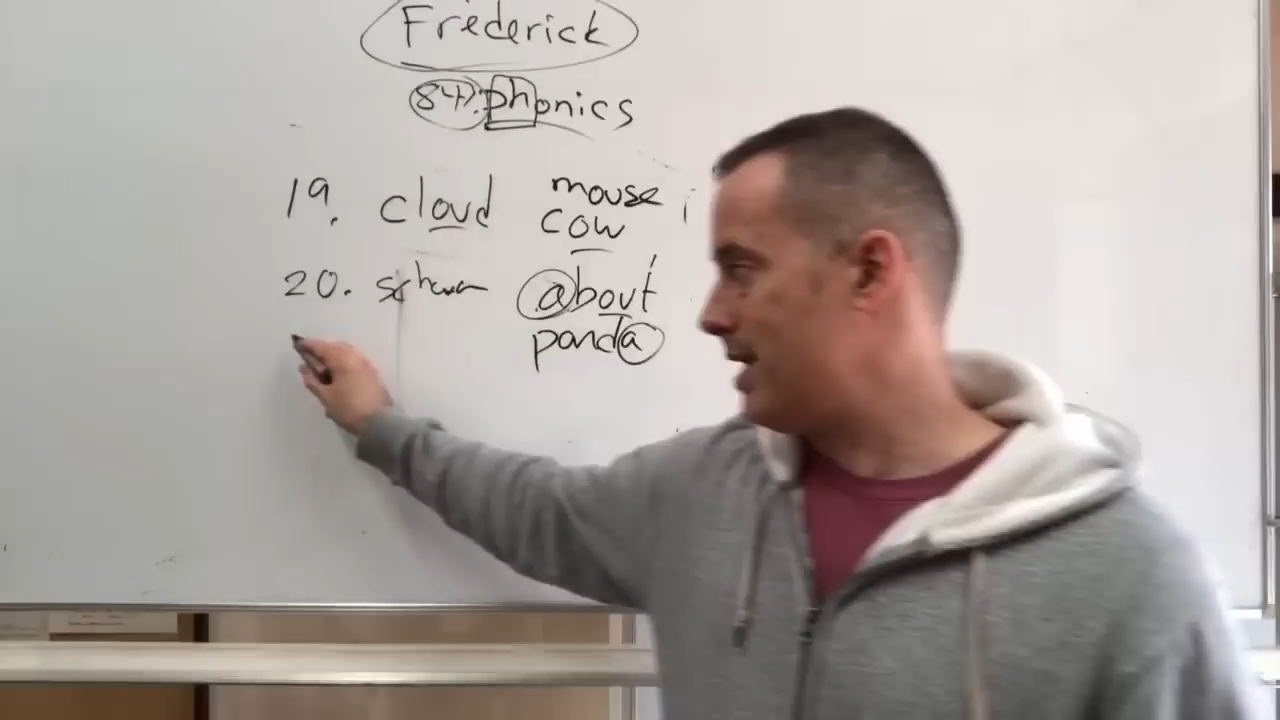 Frederick
84% phonics
19. cloud mouse
cow
20. schwa about
panda